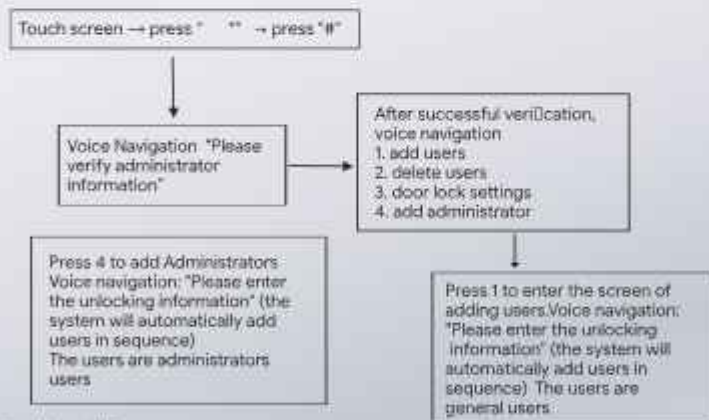 Touch screen → press "    "" → press "#"
Voice Navigation "Please
verify administrator
information"
After successful veri▯cation,
voice navigation
1. add users
2. delete users
3. door lock settings
4. add administrator
Press 4 to add Administrators
Voice navigation: "Please enter
the unlocking information" (the
system will automatically add
users in sequence)
The users are administrators
users
Press 1 to enter the screen of
adding users.Voice navigation:
"Please enter the unlocking
information" (the system will
automatically add users in
sequence) The users are
general users